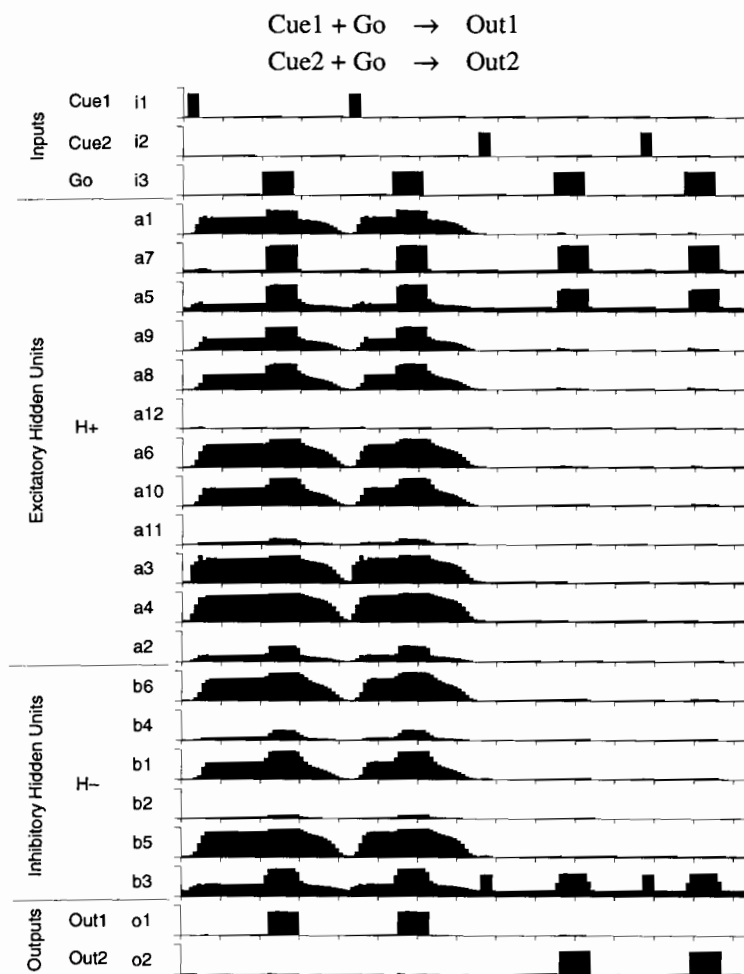 Cue1 + Go → Out1
Cue2 + Go → Out2
Inputs
Cue1 i1
Cue2 i2
Go i3
Excitatory Hidden Units
H+
a1
a7
a5
a9
a8
a12
a6
a10
a11
a3
a4
a2
Inhibitory Hidden Units
H−
b6
b4
b1
b2
b5
b3
Outputs
Out1 o1
Out2 o2